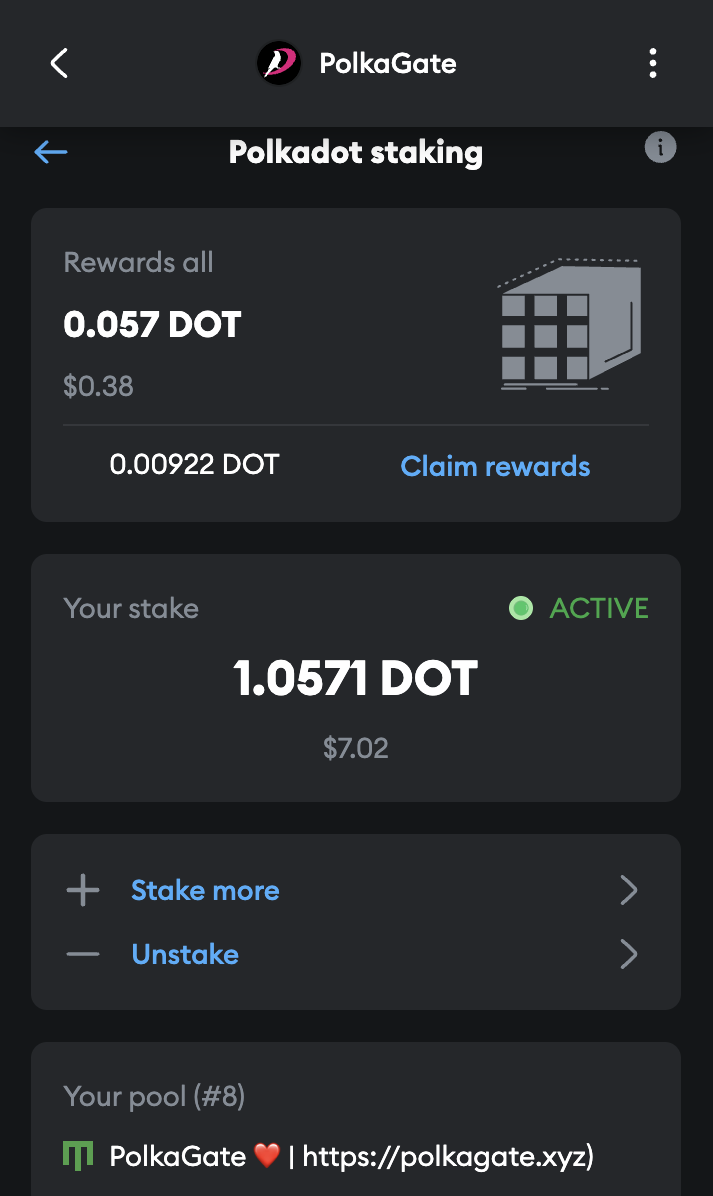 PolkaGate
Polkadot staking
Rewards all
0.057 DOT
$0.38
0.00922 DOT Claim rewards
Your stake ACTIVE
1.0571 DOT
$7.02
Stake more
Unstake
Your pool (#8)
PolkaGate ❤️ | https://polkagate.xyz)